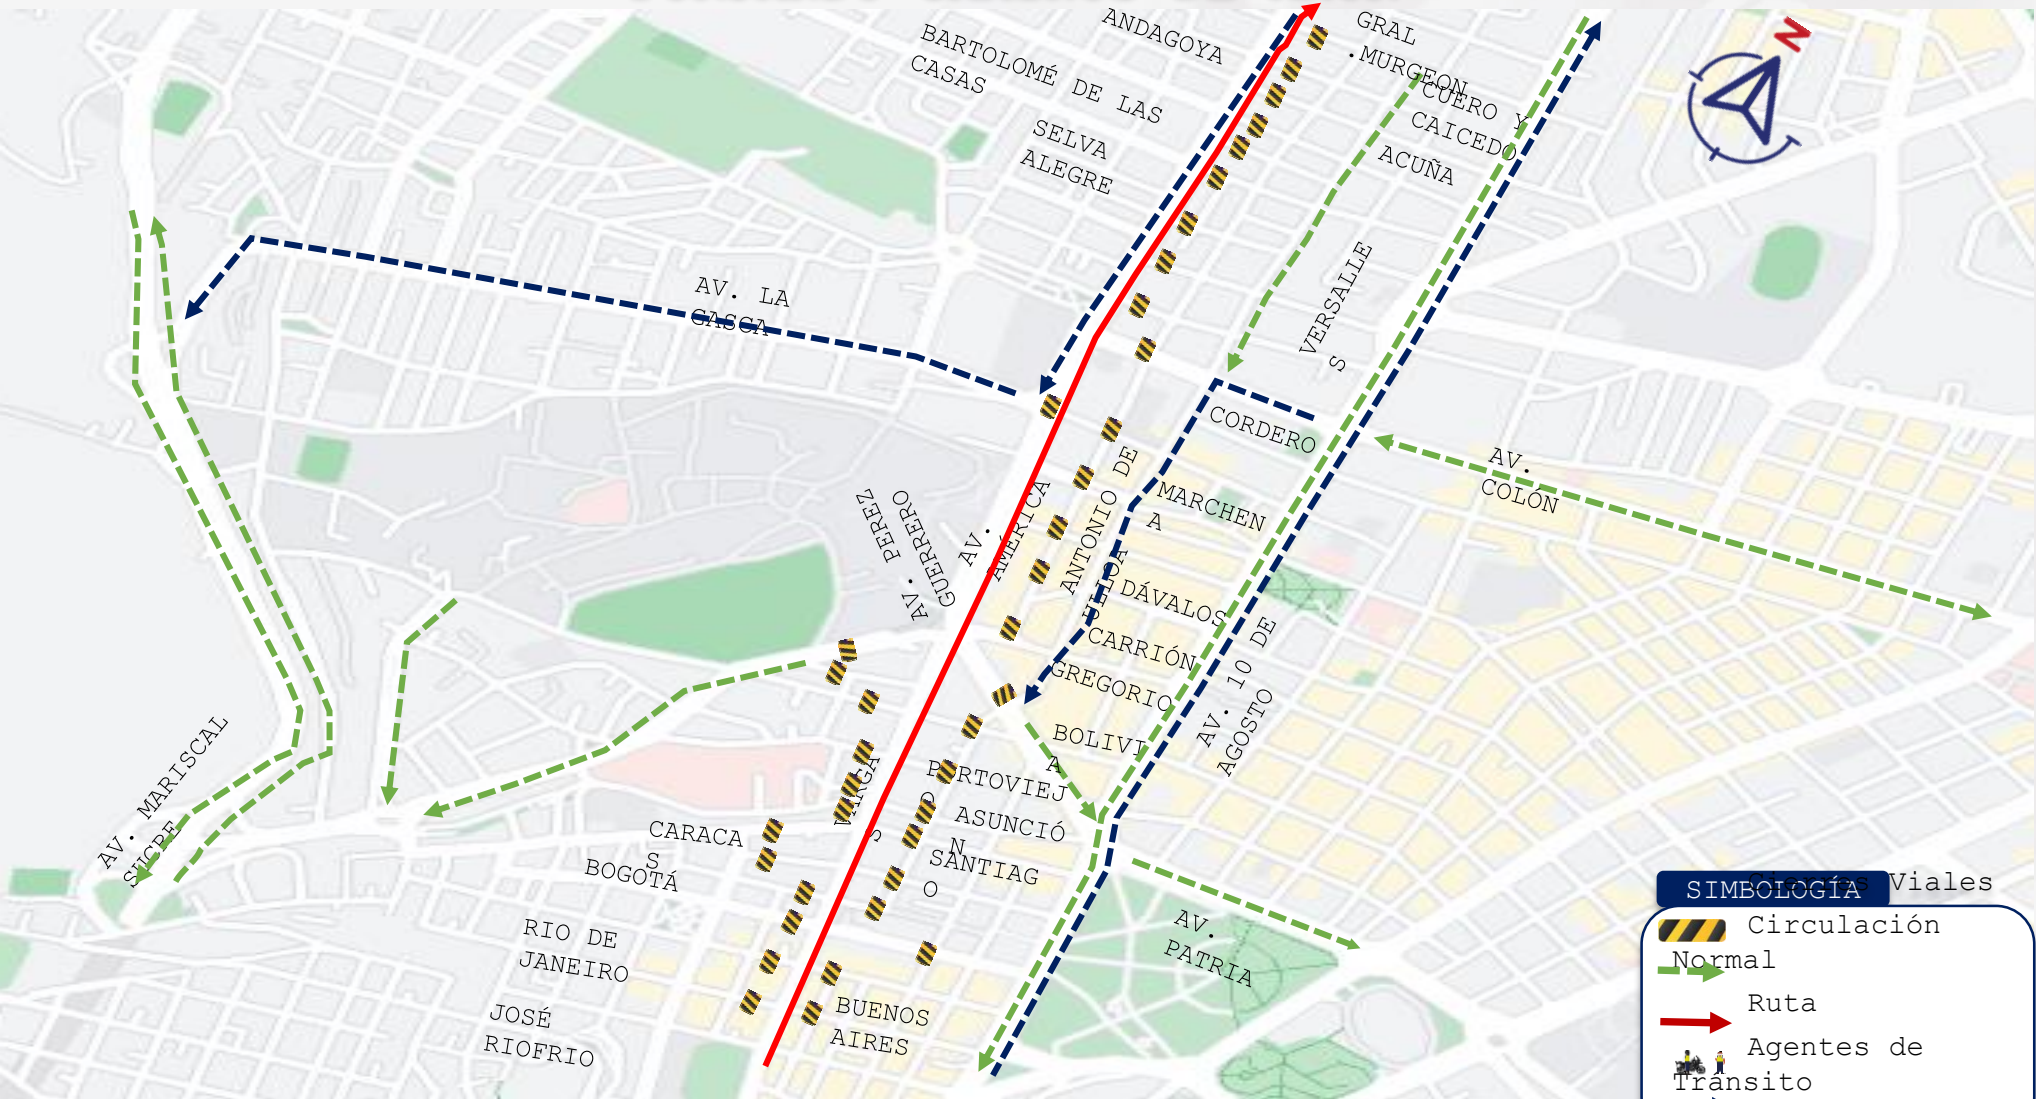 ANDAGOYA
BARTOLOMÉ DE LAS
CASAS
SELVA
ALEGRE
GRAL
.MURGEON
CUERO Y
CAICEDO
ACUÑA
N
VERSALLE
S
AV. LA
GASCA
CORDERO
AV.
COLÓN
MARCHEN
A
ANTONIO DE
ULLOA
AV.
AMÉRICA
AV. PEREZ
GUERRERO
DÁVALOS
CARRIÓN
GREGORIO
BOLIVI
A
AV. 10 DE
AGOSTO
PORTOVIEJ
O
ASUNCIÓ
N
SANTIAG
O
VARGA
S
AV. MARISCAL
SUCRE
CARACA
S
BOGOTÁ
RIO DE
JANEIRO
JOSÉ
RIOFRIO
BUENOS
AIRES
AV.
PATRIA
SIMBOLOGÍA
Cierres Viales
Circulación
Normal
Ruta
Agentes de
Transito